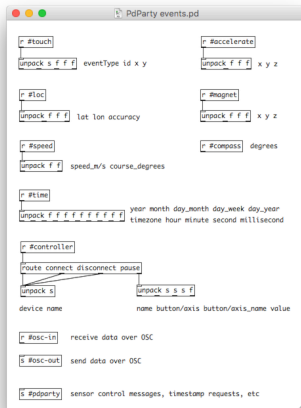 PdParty events.pd
r #touch
unpack s f f f
eventType id x y
r #accelerate
unpack f f f
x y z
r #loc
unpack f f f
lat lon accuracy
r #magnet
unpack f f f
x y z
r #speed
unpack f f
speed_m/s course_degrees
r #compass
degrees
r #time
unpack f f f f f f f f f f
year month day_month day_week day_year
timezone hour minute second millisecond
r #controller
route connect disconnect pause
unpack s
unpack s s s f
device name
name button/axis button/axis_name value
r #osc-in
receive data over OSC
s #osc-out
send data over OSC
s #pdparty
sensor control messages, timestamp requests, etc